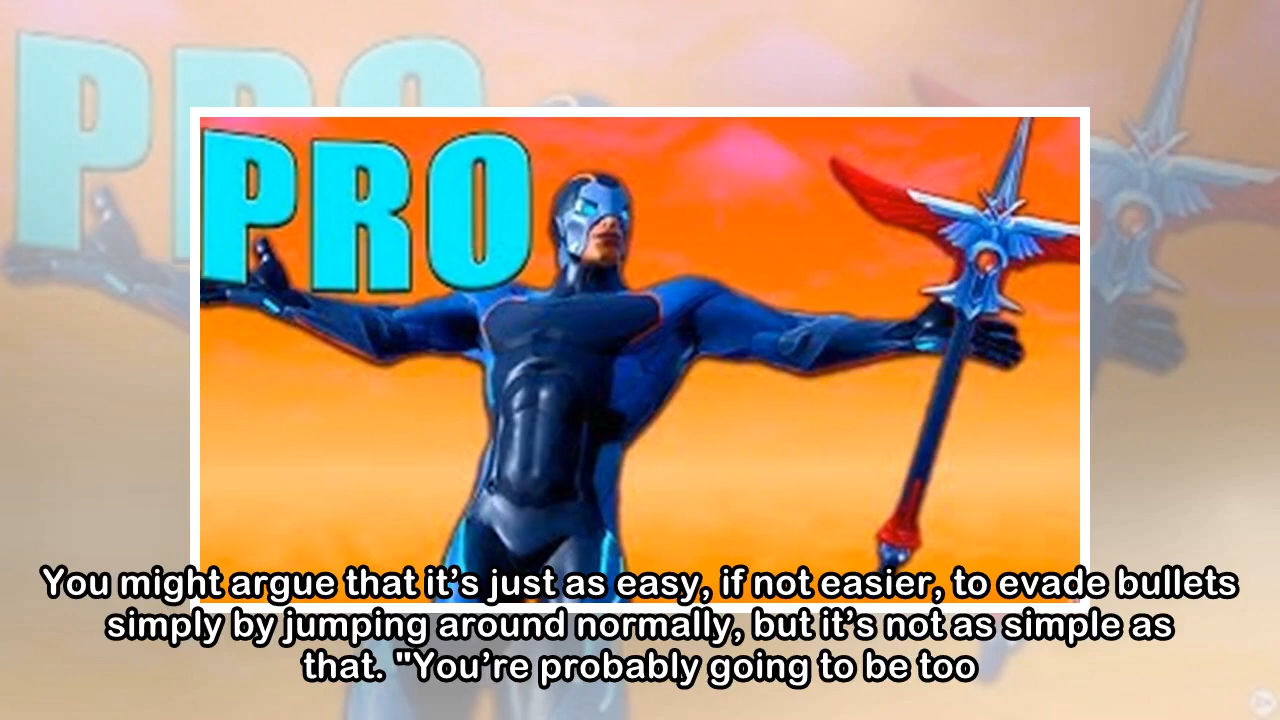 PRO
PRO
You might argue that it’s just as easy, if not easier, to evade bullets
simply by jumping around normally, but it’s not as simple as
that. "You’re probably going to be too